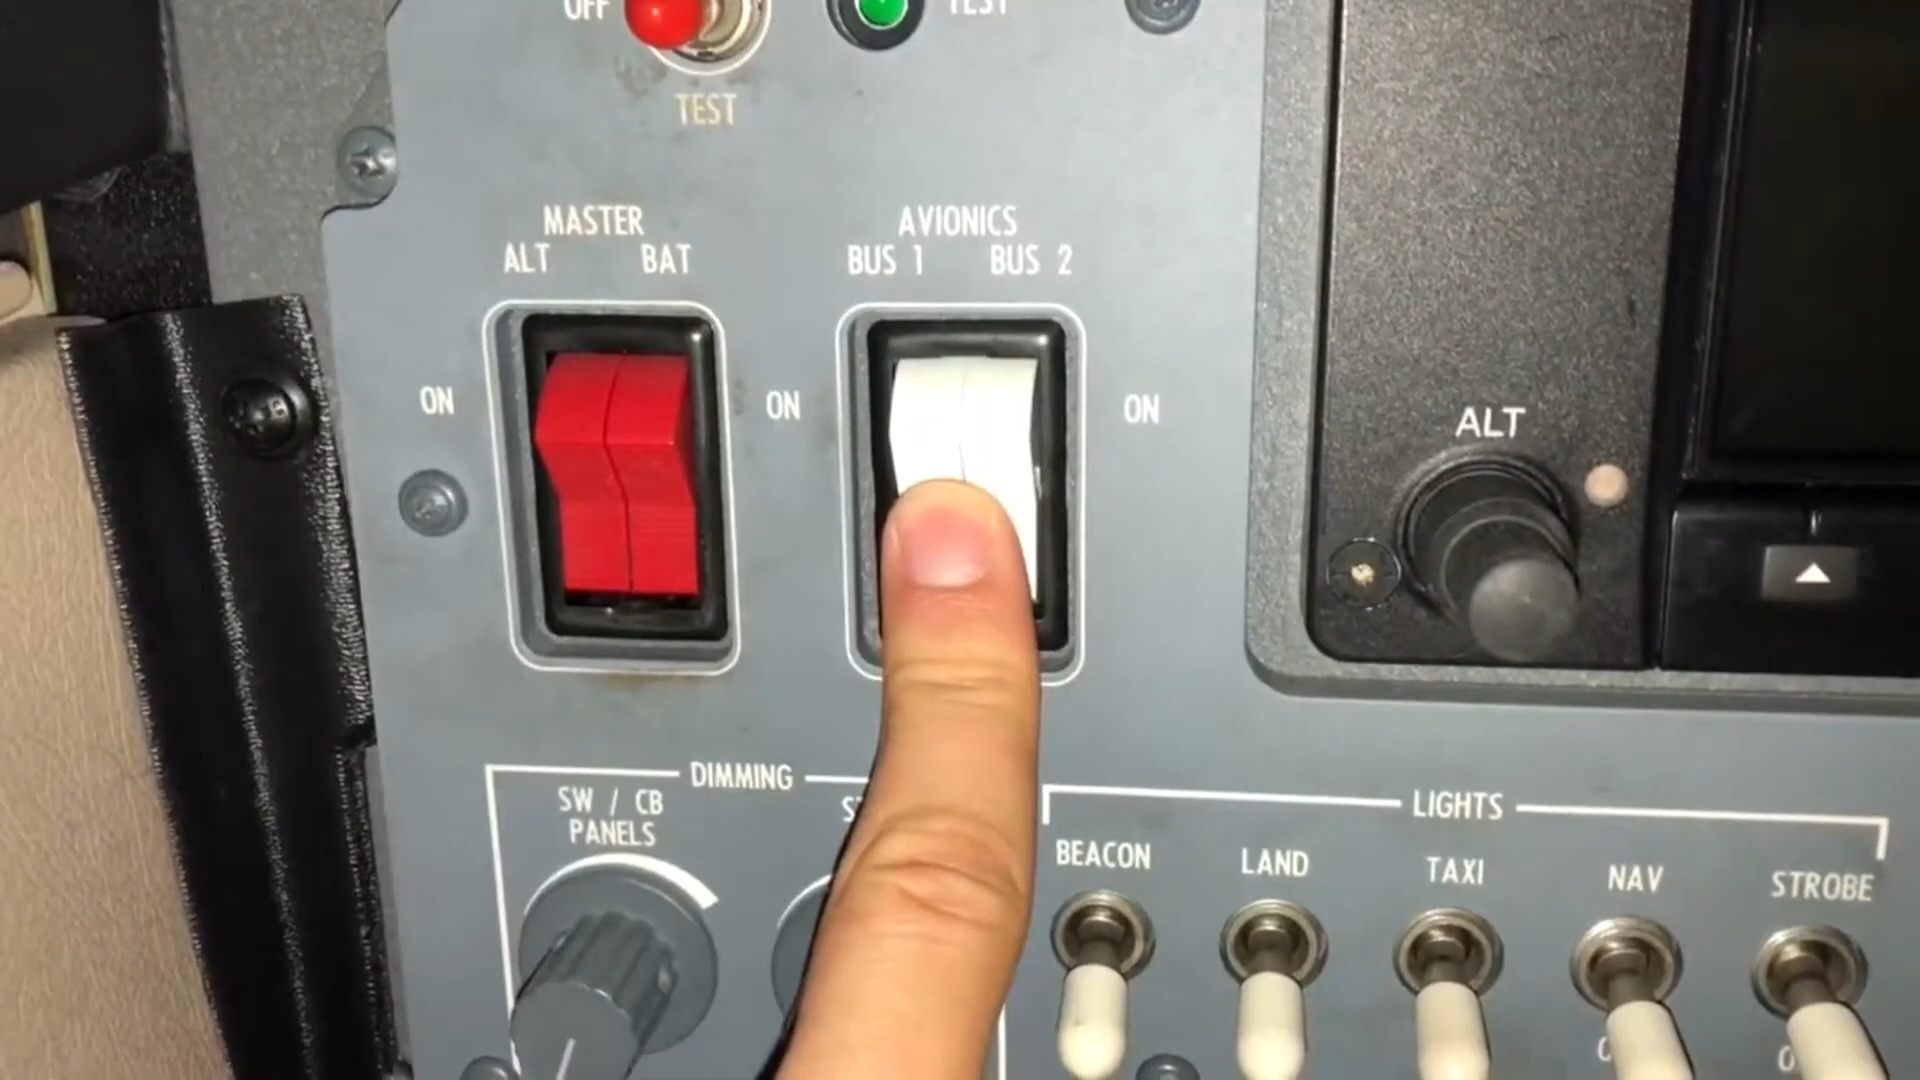 OFF
TEST
TEST
MASTER
ALT BAT
AVIONICS
BUS 1 BUS 2
ON
ON
ON
ALT
DIMMING
SW / CB
PANELS
LIGHTS
BEACON
LAND
TAXI
NAV
STROBE